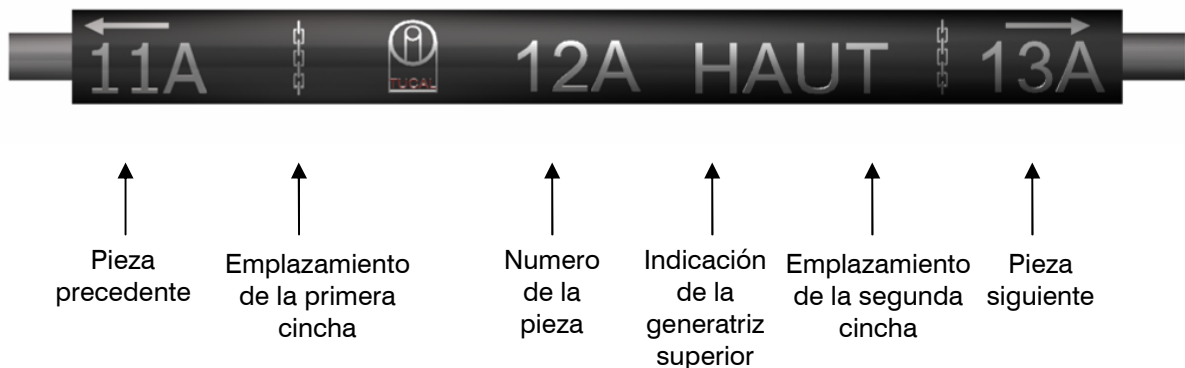 11A TUCAL 12A HAUT 13A
Pieza
precedente
Emplazamiento
de la primera
cincha
Numero
de la
pieza
Indicación
de la
generatriz
superior
Emplazamiento
de la segunda
cincha
Pieza
siguiente